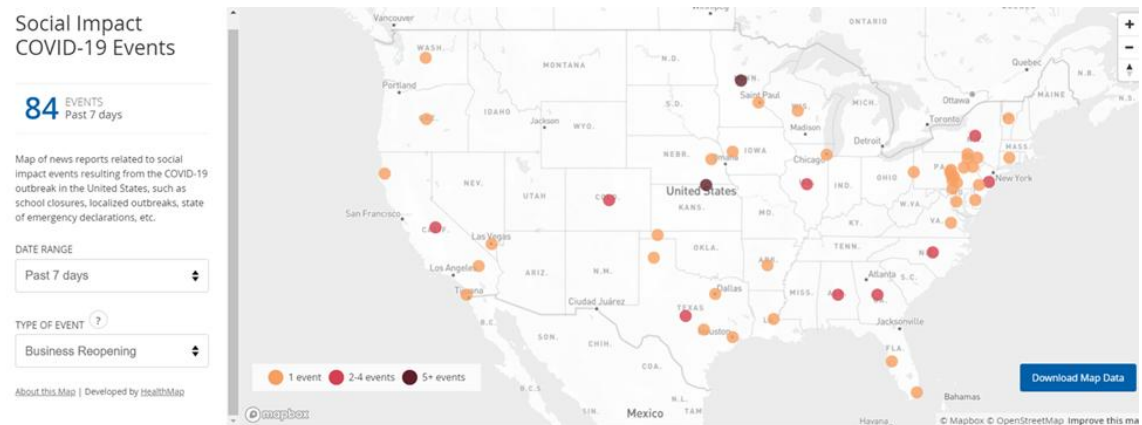 Social Impact
COVID-19 Events
84 EVENTS
Past 7 days
Map of news reports related to social
impact events resulting from the COVID-19
outbreak in the United States, such as
school closures, localized outbreaks, state
of emergency declarations, etc.
DATE RANGE
Past 7 days
TYPE OF EVENT ?
Business Reopening
About this Map | Developed by HealthMap
Vancouver
ONTARIO
WASH.
Quebec
N.B.
MONTANA
N.D.
Portland
Saint Paul
Ottawa
MAINE
N.S.
S.D.
WIS.
MICH.
Toronto
IDAHO
Jackson
WYO.
Madison
Detroit
MASS.
NEBR.
Omaha
IOWA
Chicago
PA.
New York
NEV.
UTAH
United States
IND.
OHIO
W.VA.
San Francisco
KANS.
MO.
KY.
VA.
Las Vegas
OKLA.
TENN.
Los Angeles
ARIZ.
N.M.
ARK.
Atlanta
S.C.
Tijuana
Dallas
MISS.
Ciudad Juárez
TEXAS
B.C.
Jacksonville
SON.
CHIH.
Houston
FLA.
COA.
1 event
2-4 events
5+ events
Download Map Data
B.C.S
N.L.
Bahamas
mapbox
SIN.
Mexico
TAM
Havana
© Mapbox © OpenStreetMap Improve this ma